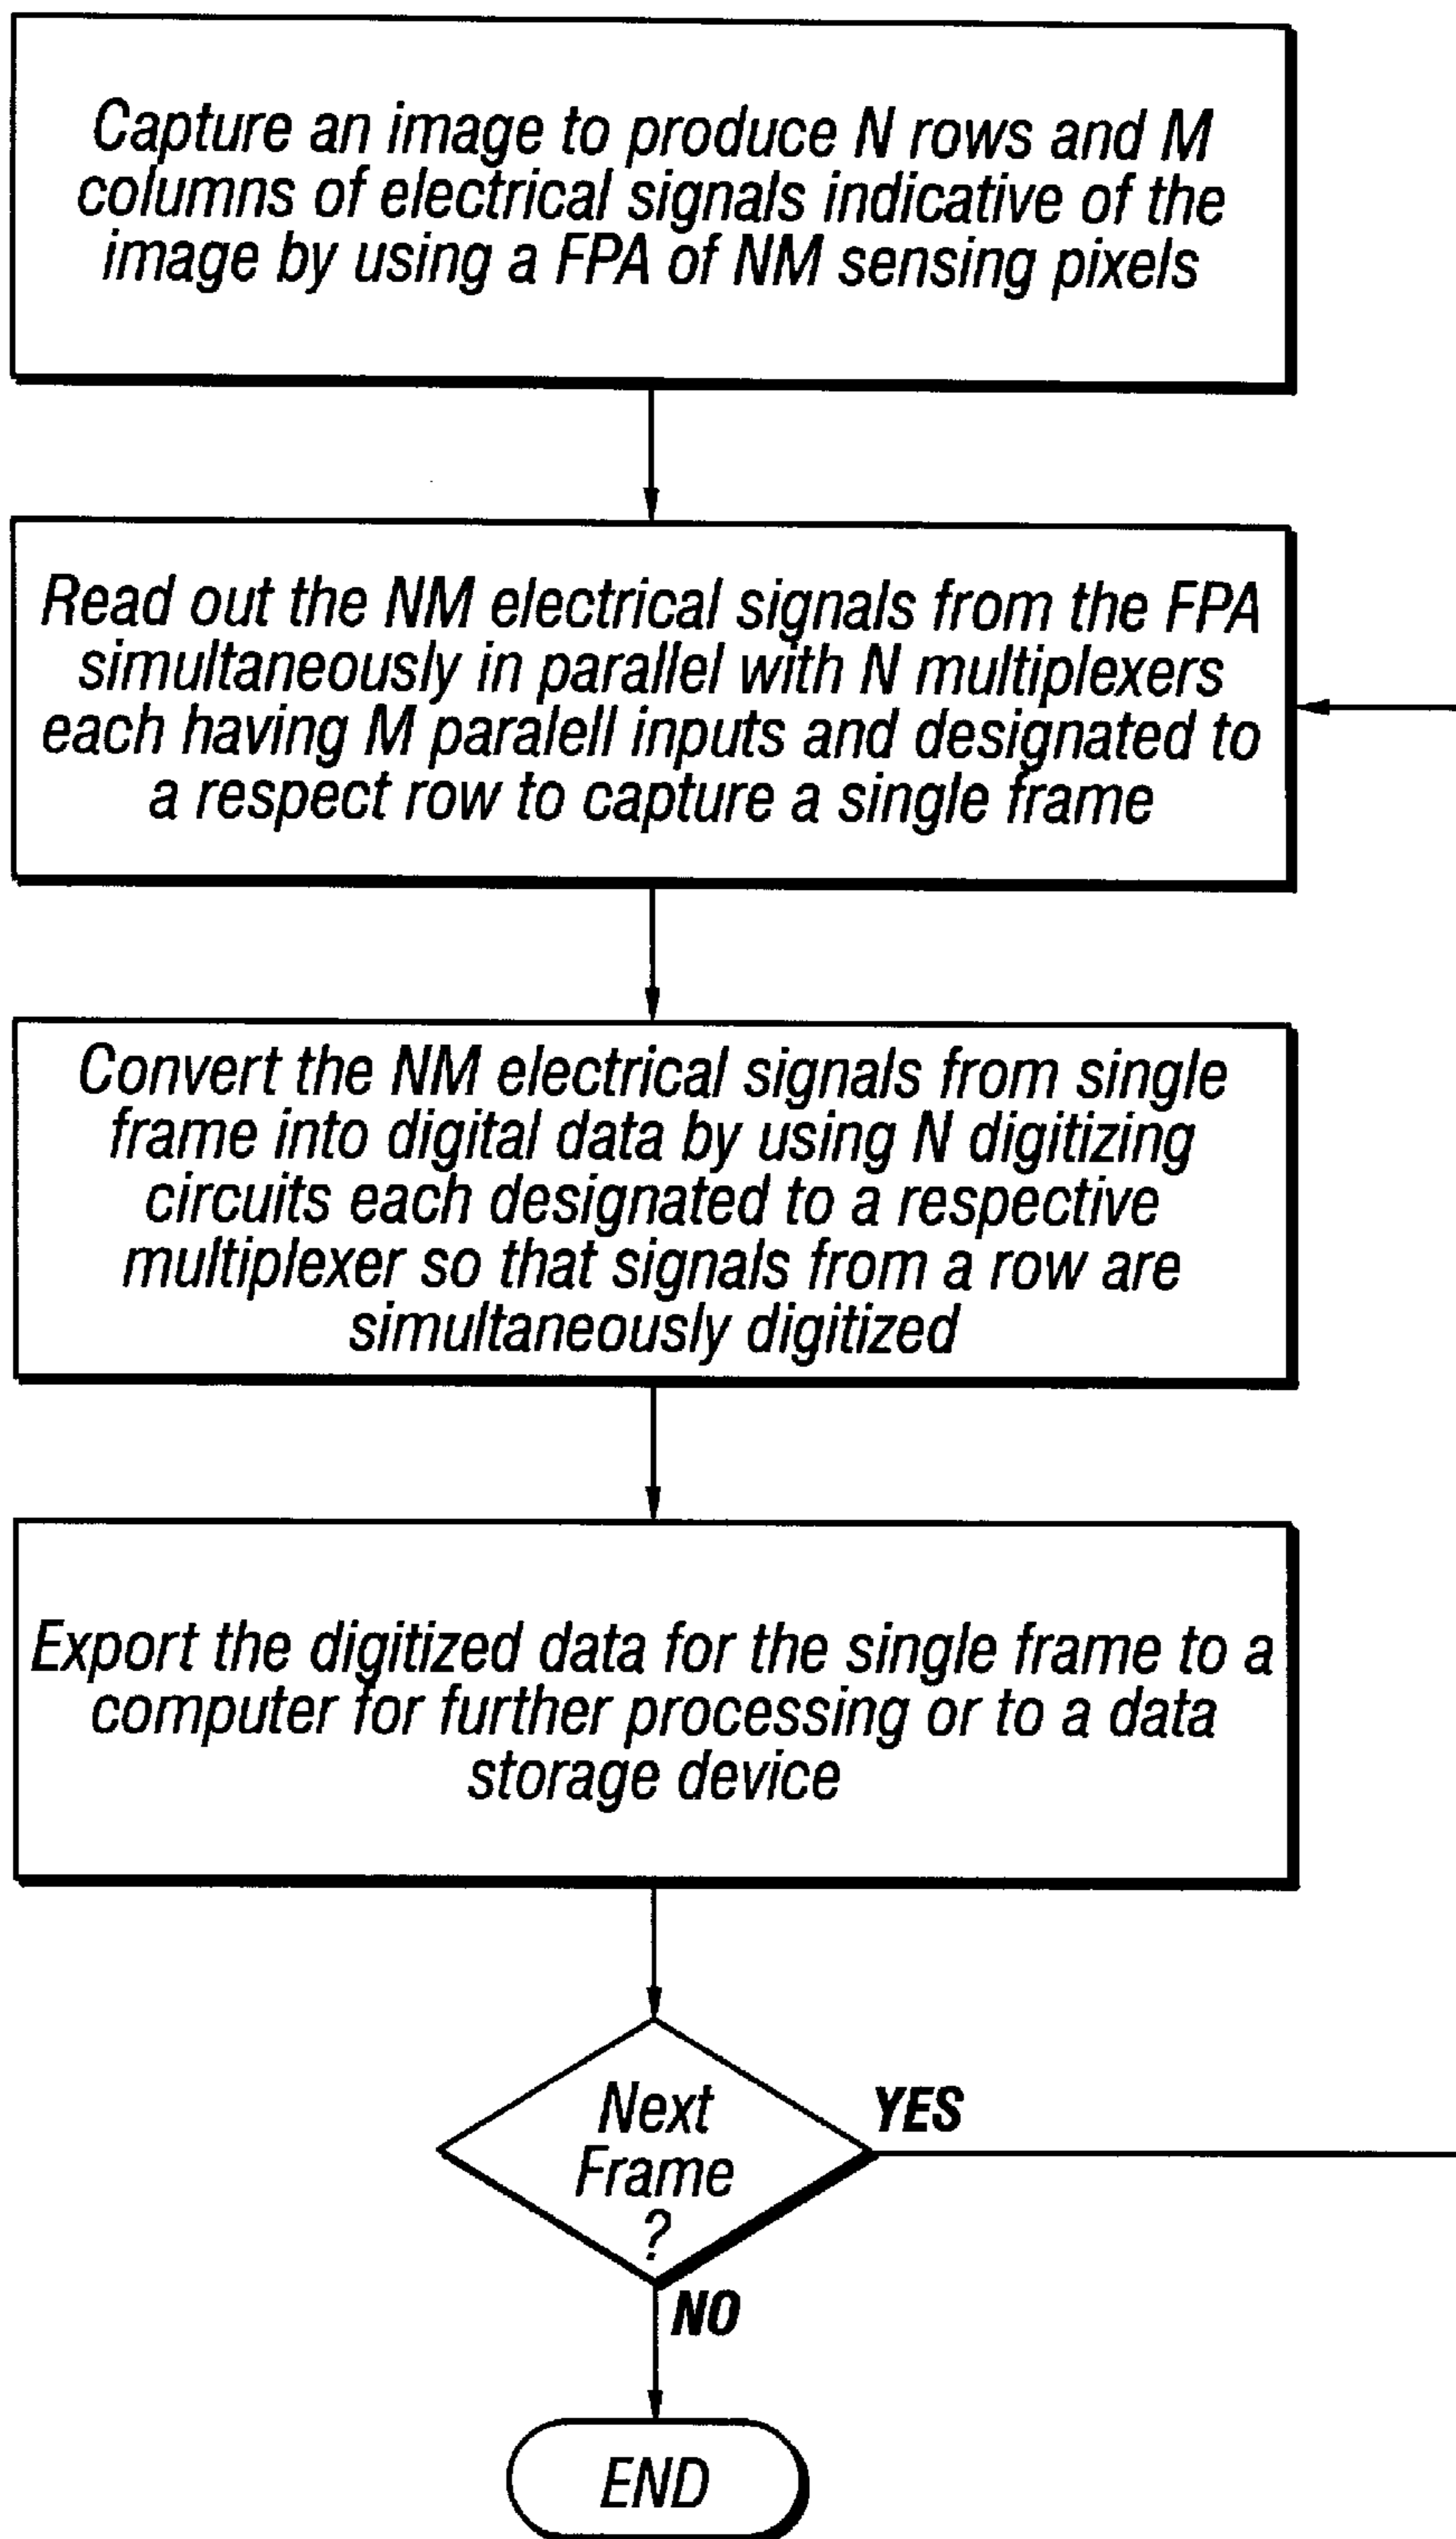 Capture an image to produce N rows and M
columns of electrical signals indicative of the
image by using a FPA of NM sensing pixels
Read out the NM electrical signals from the FPA
simultaneously in parallel with N multiplexers
each having M paralell inputs and designated to
a respect row to capture a single frame
Convert the NM electrical signals from single
frame into digital data by using N digitizing
circuits each designated to a respective
multiplexer so that signals from a row are
simultaneously digitized
Export the digitized data for the single frame to a
computer for further processing or to a data
storage device
Next
Frame
?
YES
NO
END